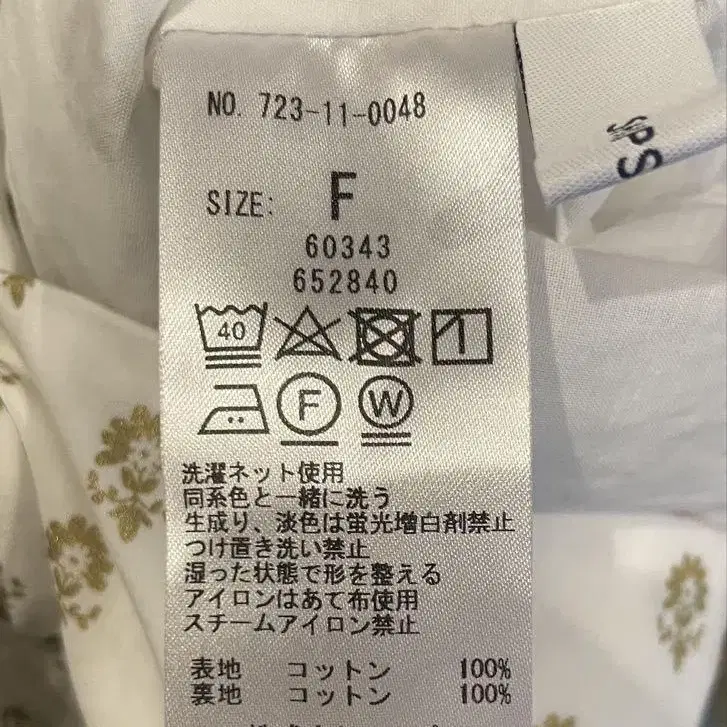 NO. 723-11-0048
SIZE: F
60343
652840
40
F W
洗濯ネット使用
同系色と一緒に洗う
生成り、淡色は蛍光増白剤禁止
つけ置き洗い禁止
湿った状態で形を整える
アイロンはあて布使用
スチームアイロン禁止
表地 コットン 100%
裏地 コットン 100%